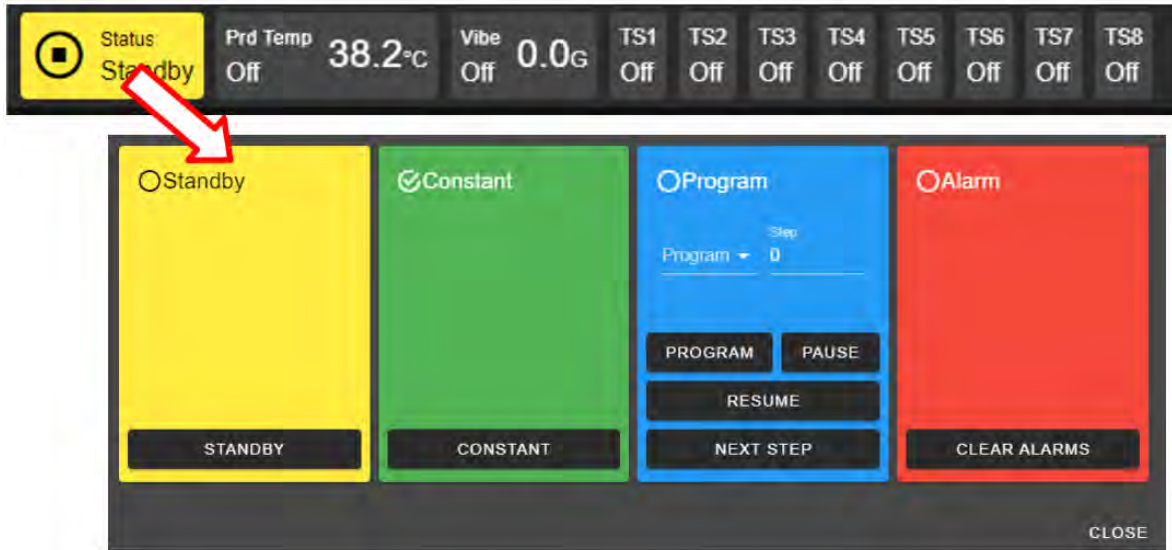 Status
Standby
Prd Temp
Off
38.2°C
Vibe
Off
0.0G
TS1
Off
TS2
Off
TS3
Off
TS4
Off
TS5
Off
TS6
Off
TS7
Off
TS8
Off
Standby
STANDBY
Constant
CONSTANT
Program
Program
Step
0
PROGRAM
PAUSE
RESUME
NEXT STEP
Alarm
CLEAR ALARMS
CLOSE